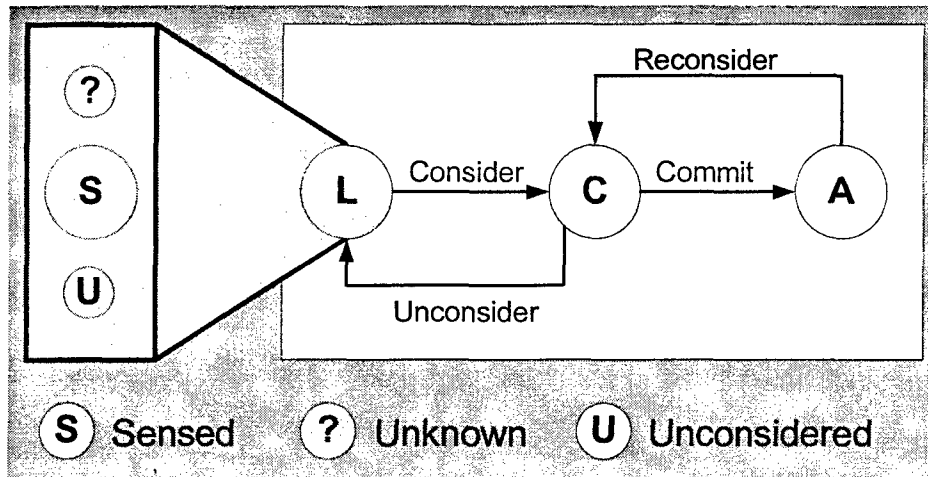 Reconsider
?
S
L
Consider
C
Commit
A
U
Unconsider
S Sensed
? Unknown
U Unconsidered